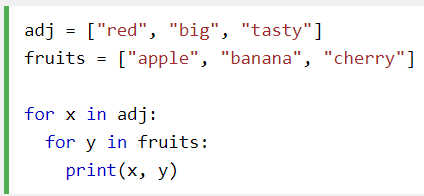 adj = ["red", "big", "tasty"]
fruits = ["apple", "banana", "cherry"]

for x in adj:
  for y in fruits:
    print(x, y)